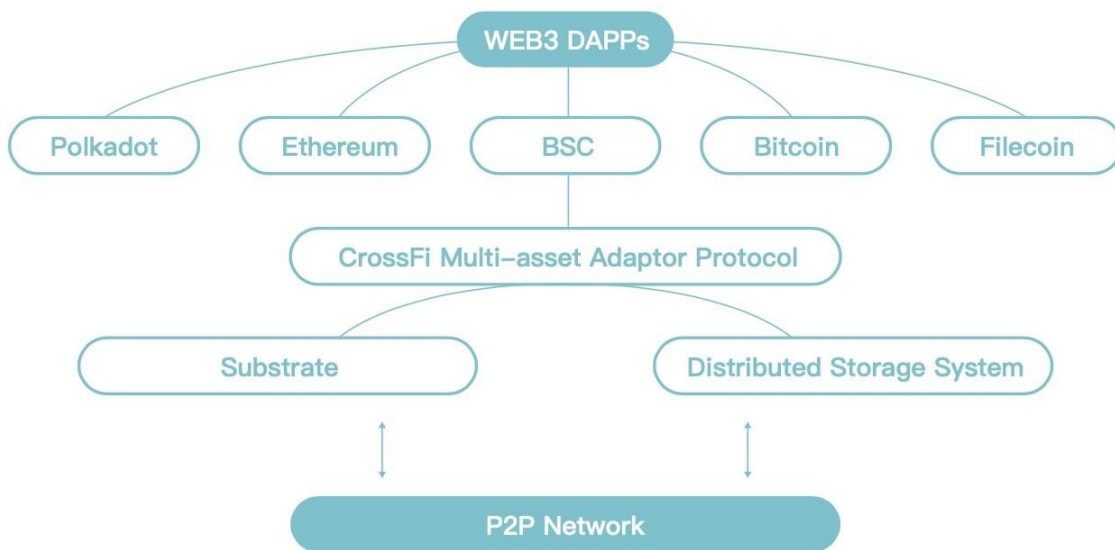 WEB3 DAPPs
Polkadot
Ethereum
BSC
Bitcoin
Filecoin
CrossFi Multi-asset Adaptor Protocol
Substrate
Distributed Storage System
P2P Network